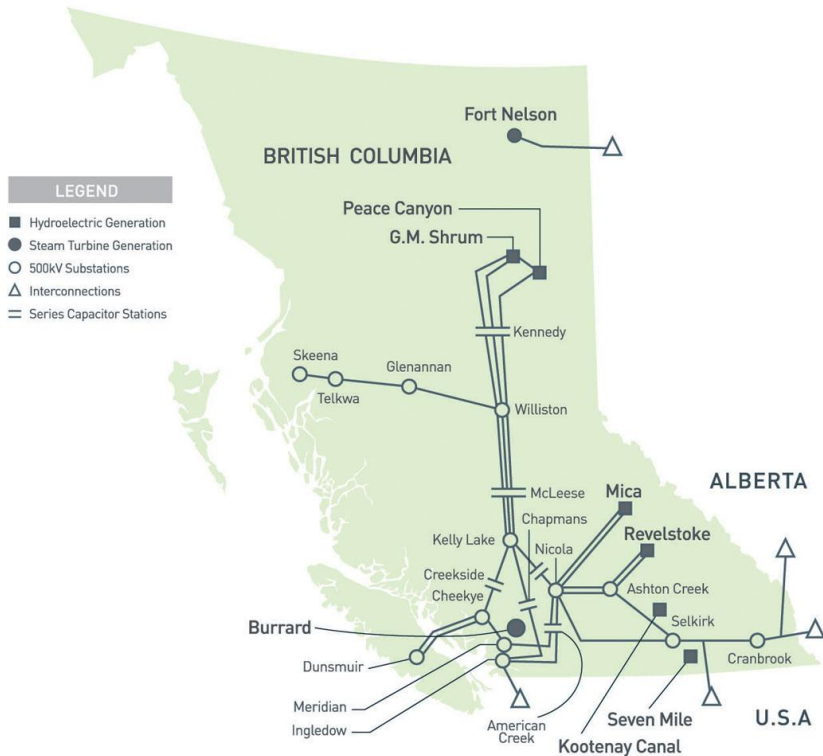 Fort Nelson
BRITISH COLUMBIA
LEGEND
Hydroelectric Generation
Steam Turbine Generation
500kV Substations
Interconnections
Series Capacitor Stations
Peace Canyon
G.M. Shrum
Kennedy
Skeena
Glenannan
Telkwa
Williston
ALBERTA
McLeese
Mica
Chapmans
Revelstoke
Kelly Lake
Nicola
Creekside
Cheekye
Ashton Creek
Burrard
Selkirk
Dunsmuir
Cranbrook
Meridian
Ingledow
American
Creek
Seven Mile
U.S.A
Kootenay Canal